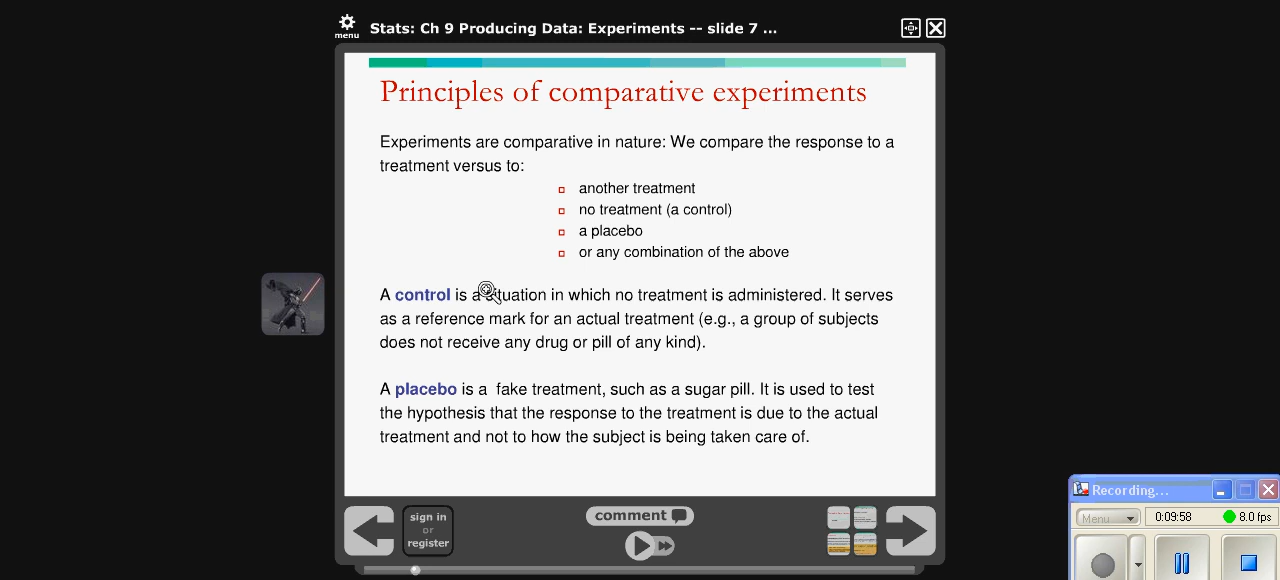 menu
Stats: Ch 9 Producing Data: Experiments -- slide 7 ...
Principles of comparative experiments
Experiments are comparative in nature: We compare the response to a
treatment versus to:
another treatment
no treatment (a control)
a placebo
or any combination of the above
A control is a situation in which no treatment is administered. It serves
as a reference mark for an actual treatment (e.g., a group of subjects
does not receive any drug or pill of any kind).
A placebo is a fake treatment, such as a sugar pill. It is used to test
the hypothesis that the response to the treatment is due to the actual
treatment and not to how the subject is being taken care of.
sign in
or
register
comment
Recording...
Menu
0:09:58
8.0 fps